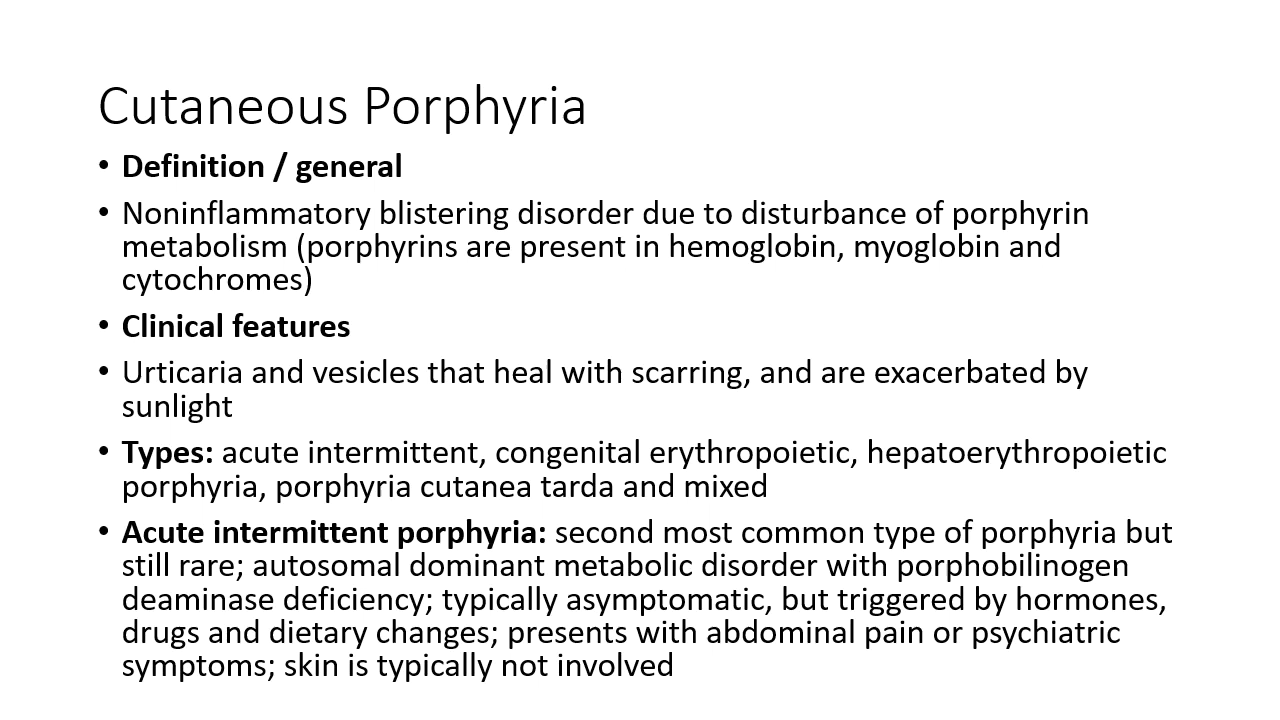 Cutaneous Porphyria
• Definition / general
• Noninflammatory blistering disorder due to disturbance of porphyrin
metabolism (porphyrins are present in hemoglobin, myoglobin and
cytochromes)
• Clinical features
• Urticaria and vesicles that heal with scarring, and are exacerbated by
sunlight
• Types: acute intermittent, congenital erythropoietic, hepatoerythropoietic
porphyria, porphyria cutanea tarda and mixed
• Acute intermittent porphyria: second most common type of porphyria but
still rare; autosomal dominant metabolic disorder with porphobilinogen
deaminase deficiency; typically asymptomatic, but triggered by hormones,
drugs and dietary changes; presents with abdominal pain or psychiatric
symptoms; skin is typically not involved